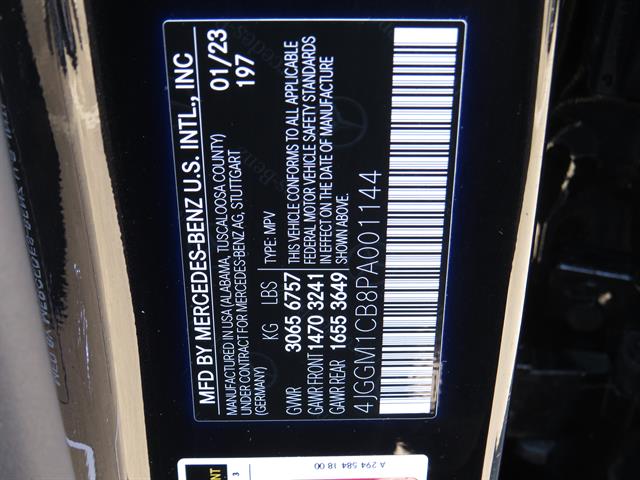 MFD BY MERCEDES-BENZ U.S. INTL., INC
MANUFACTURED IN USA (ALABAMA, TUSCALOOSA COUNTY)
UNDER CONTRACT FOR MERCEDES-BENZ AG, STUTTGART
(GERMANY)
01/23
197
KG LBS TYPE: MPV
GVWR 3065 6757
GAWR FRONT 1470 3241
GAWR REAR 1655 3649
THIS VEHICLE CONFORMS TO ALL APPLICABLE
FEDERAL MOTOR VEHICLE SAFETY STANDARDS
IN EFFECT ON THE DATE OF MANUFACTURE
SHOWN ABOVE.
4JGGM1CB8PA001144
A 294 584 18 00